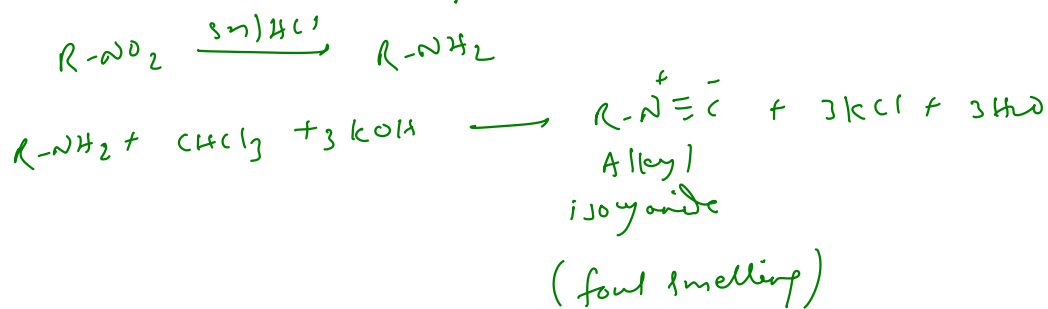 R-NO2 Sn/HCl → R-NH2
R-NH2 + CHCl3 + 3KOH → R-N⁺≡C⁻ + 3KCl + 3H2O
Alkyl
isocyanide
(foul smelling)